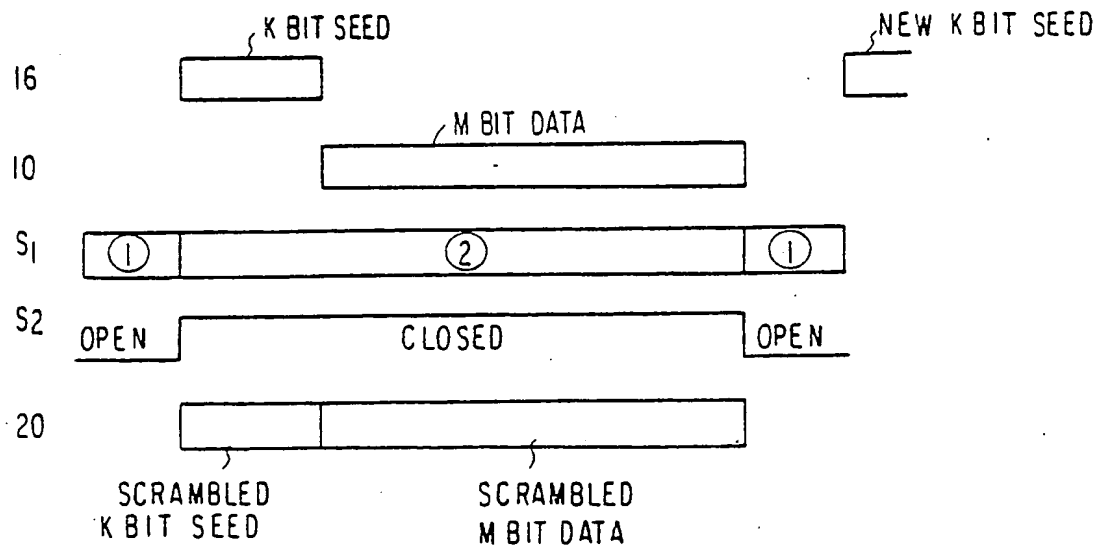 K BIT SEED
NEW K BIT SEED
16
M BIT DATA
10
S1
1
2
1
S2
OPEN
CLOSED
OPEN
20
SCRAMBLED
K BIT SEED
SCRAMBLED
M BIT DATA